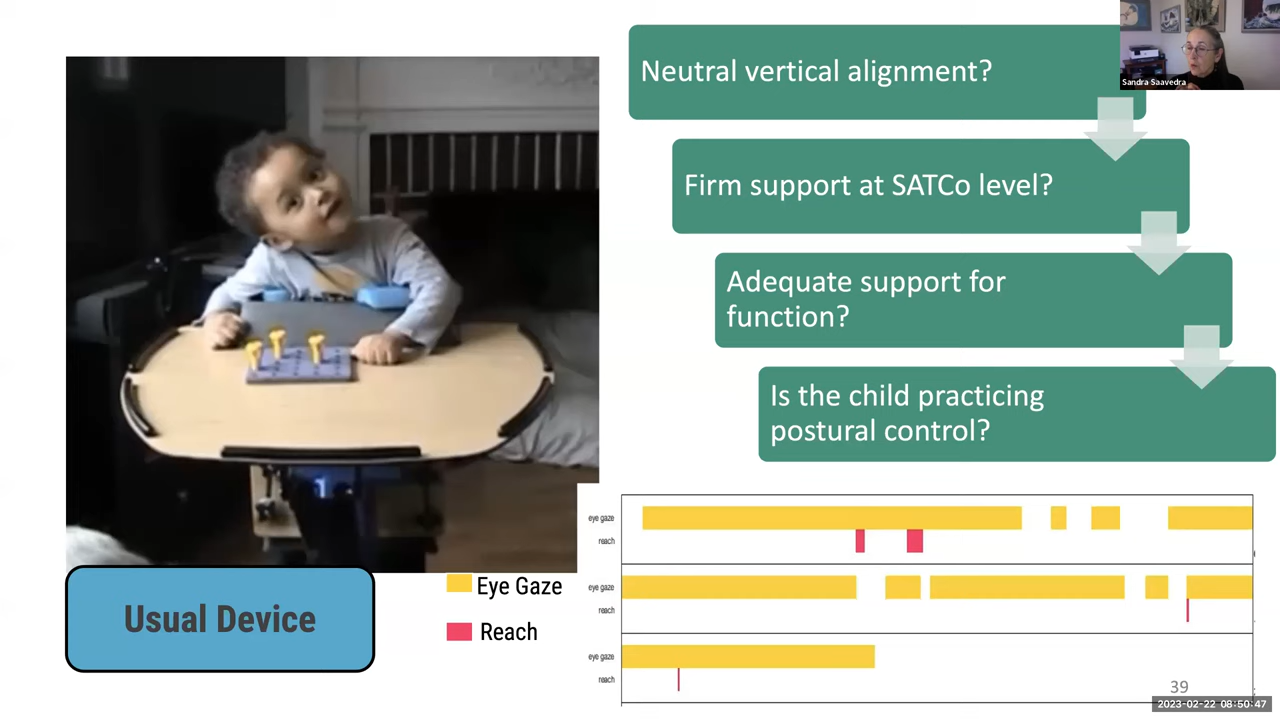 Neutral vertical alignment?
Sandra Saavedra
Firm support at SATCo level?
Adequate support for
function?
Is the child practicing
postural control?
Usual Device
Eye Gaze
Reach
eye gaze
reach
eye gaze
reach
eye gaze
reach
39
2023-02-22 08:50:47